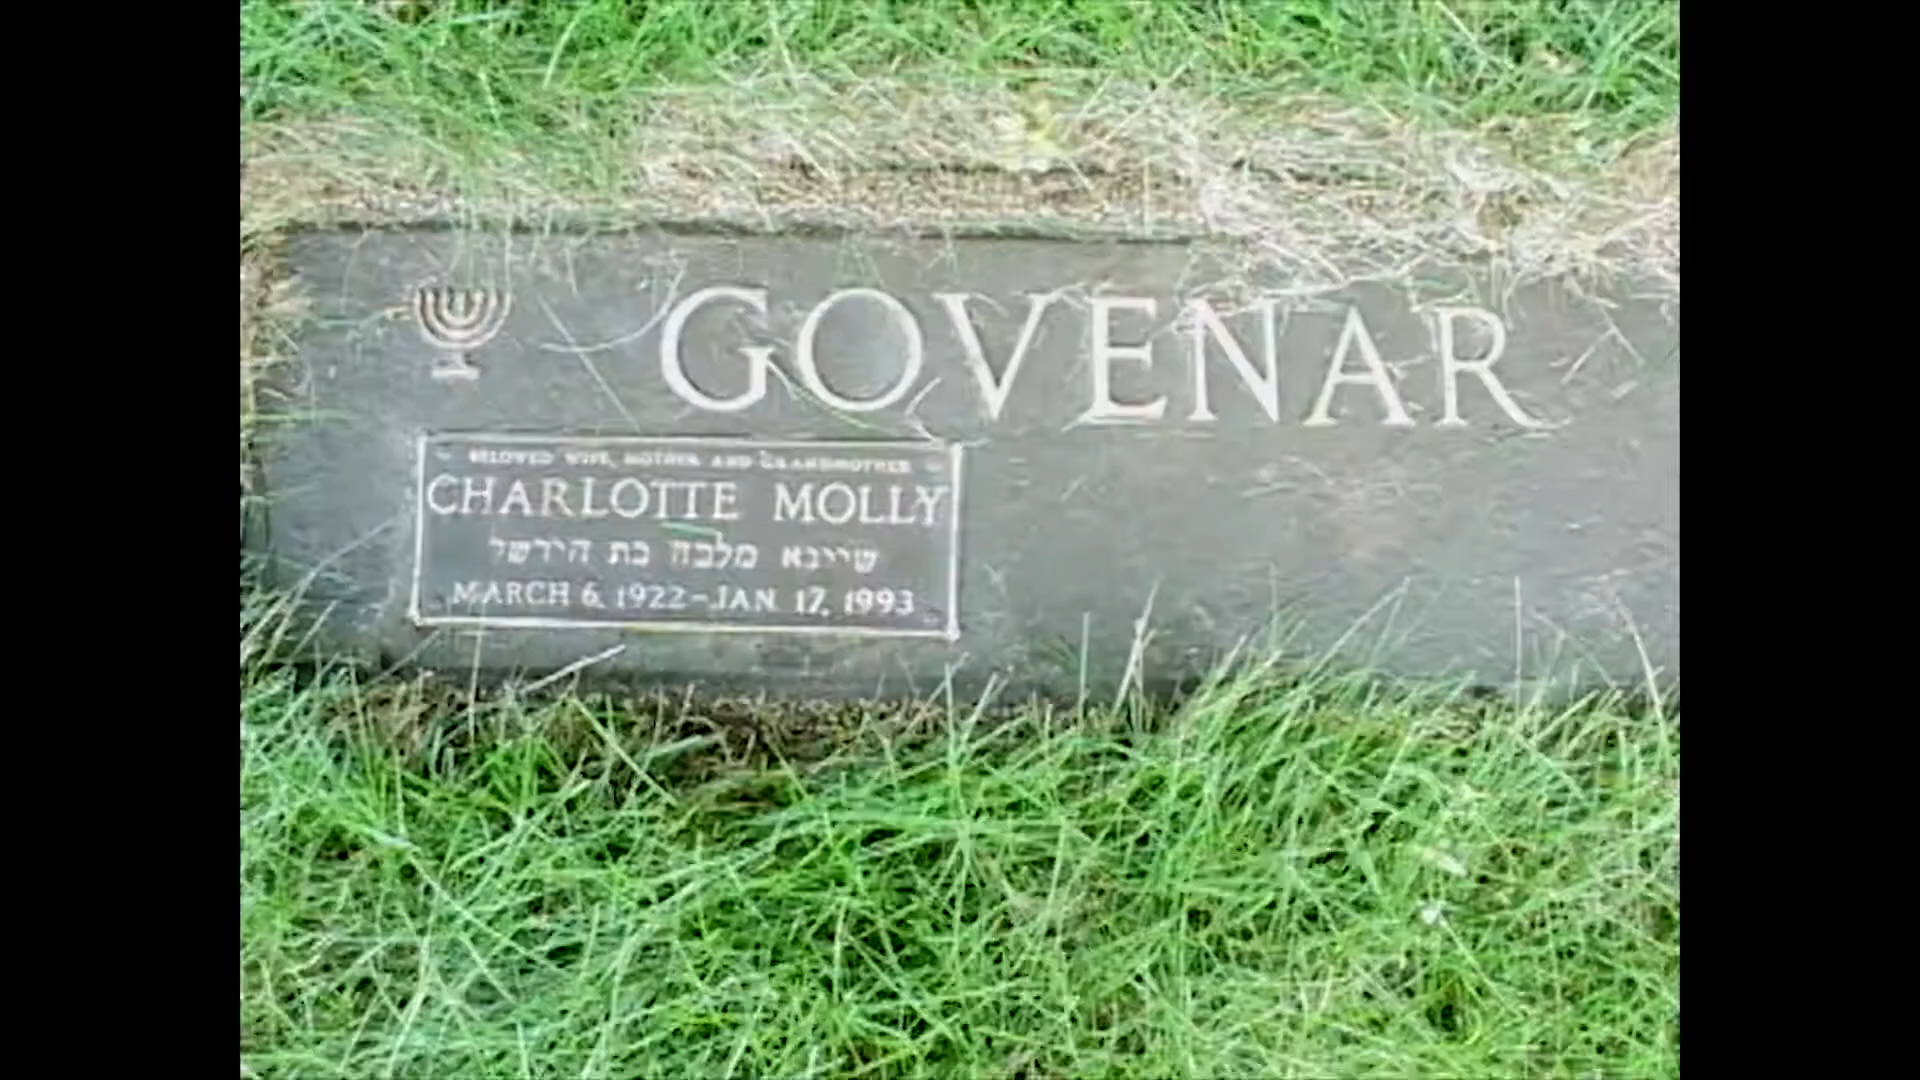 GOVENAR
BELOVED WIFE, MOTHER AND GRANDMOTHER
CHARLOTTE MOLLY
שיינא מלכה בת הירשל
MARCH 6, 1922-JAN. 17, 1993